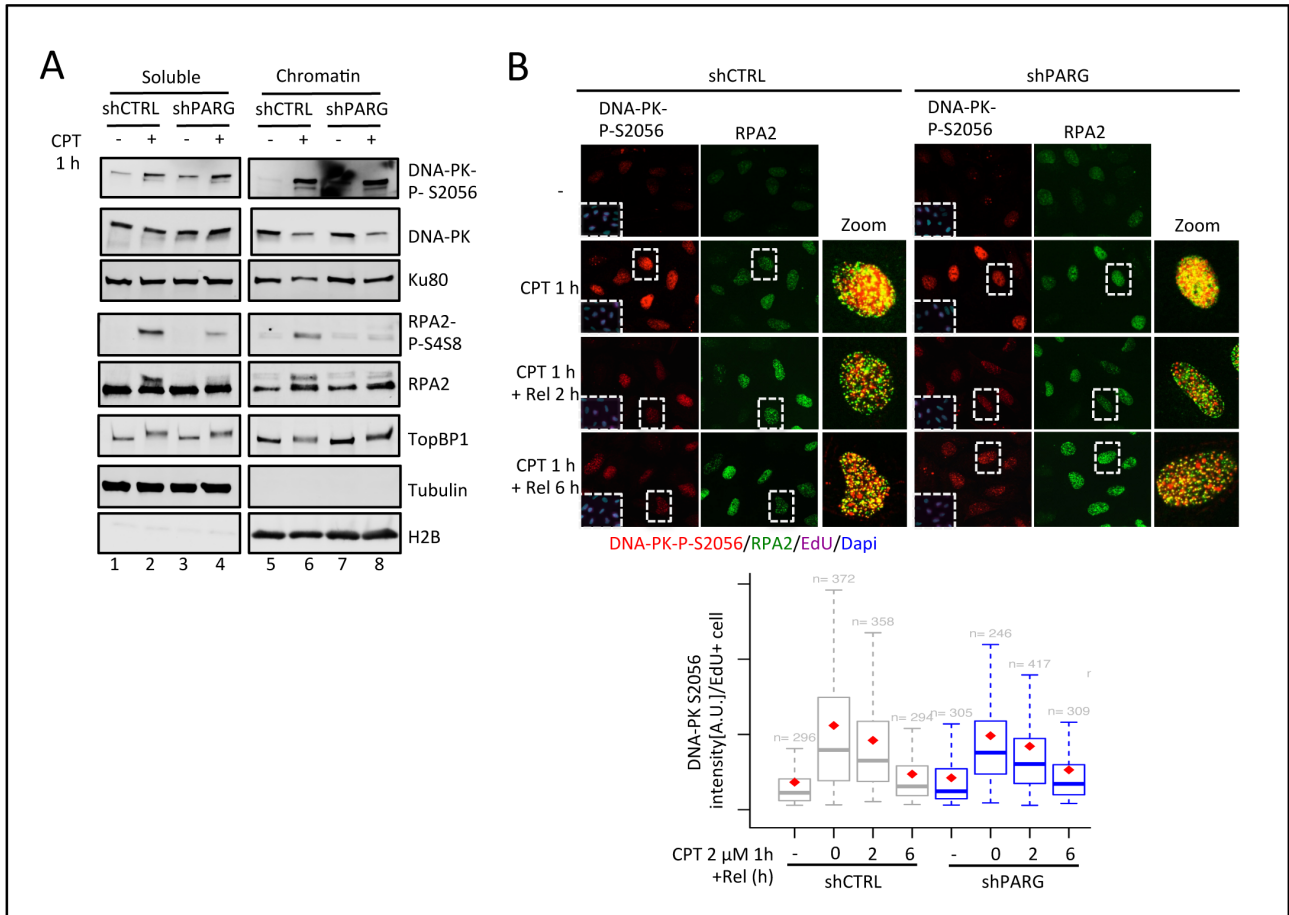 A
Soluble Chromatin
shCTRL shPARG shCTRL shPARG
CPT - + - + - + - +
1 h
DNA-PK-
P- S2056
DNA-PK
Ku80
RPA2-
P-S4S8
RPA2
TopBP1
Tubulin
H2B
1 2 3 4 5 6 7 8
B
shCTRL shPARG
DNA-PK-
P-S2056 RPA2 DNA-PK-
P-S2056 RPA2
-
Zoom Zoom
CPT 1 h
CPT 1 h
+ Rel 2 h
CPT 1 h
+ Rel 6 h
DNA-PK-P-S2056/RPA2/EdU/Dapi
DNA-PK S2056
intensity[A.U.]/EdU+ cell
n= 296
n= 372
n= 358
n= 294
n= 305
n= 246
n= 417
n= 309
CPT 2 μM 1h - 0 2 6 - 0 2 6
+Rel (h)
shCTRL shPARG